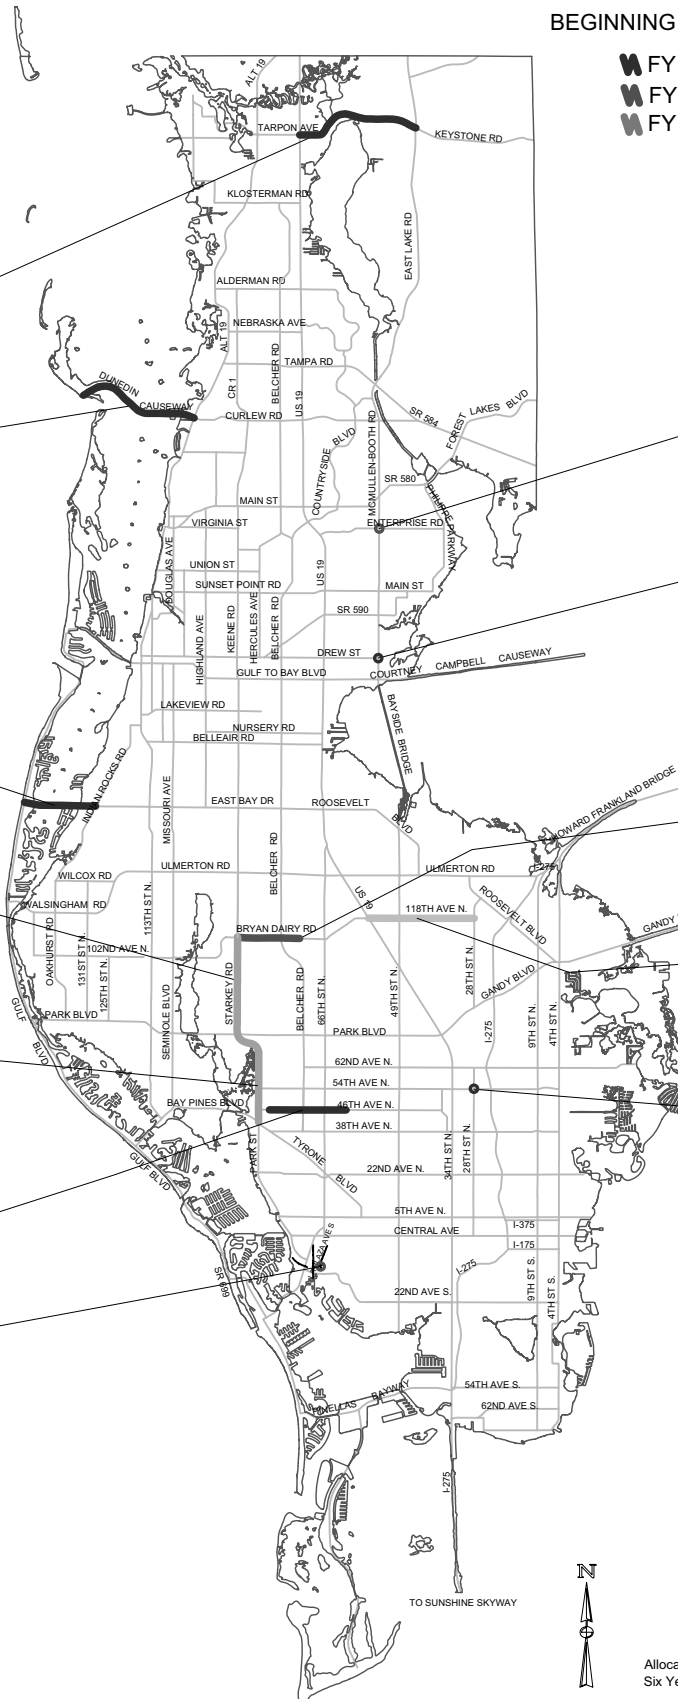 BEGINNING
FY
FY
FY
ALT 19
TARPON AVE
KEYSTONE RD
KLOSTERMAN RD
EAST LAKE RD
ALDERMAN RD
NEBRASKA AVE
ALT 19
TAMPA RD
DUNEDIN
CAUSEWAY
CR 1
BELCHER RD
US 19
CURLEW RD
SR 584
FOREST LAKES BLVD
COUNTRYSIDE BLVD
MCMULLEN-BOOTH RD
SR 580
PHILIPPE PARKWAY
MAIN ST
VIRGINIA ST
ENTERPRISE RD
DOUGLAS AVE
UNION ST
US 19
SUNSET POINT RD
MAIN ST
SR 590
HIGHLAND AVE
KEENE RD
HERCULES AVE
BELCHER RD
DREW ST
GULF TO BAY BLVD
COURTNEY CAMPBELL CAUSEWAY
LAKEVIEW RD
BAYSIDE BRIDGE
NURSERY RD
BELLEAIR RD
INDIAN ROCKS RD
MISSOURI AVE
EAST BAY DR
ROOSEVELT
BLVD
HOWARD FRANKLAND BRIDGE
BELCHER RD
ULMERTON RD
ULMERTON RD
I-275
WILCOX RD
US 19
ROOSEVELT BLVD
WALSINGHAM RD
113TH ST N.
118TH AVE N.
BRYAN DAIRY RD
GANDY
OAKHURST RD
131ST ST N.
125TH ST N.
102ND AVE N.
STARKEY RD
BELCHER RD
66TH ST N.
49TH ST N.
28TH ST N.
GANDY BLVD
GULF
BLVD
PARK BLVD
SEMINOLE BLVD
PARK BLVD
I-275
9TH ST N.
4TH ST N.
62ND AVE N.
54TH AVE N.
BAY PINES BLVD
46TH AVE N.
38TH AVE N.
PARK ST
TYRONE BLVD
34TH ST N.
28TH ST N.
GULF BLVD
22ND AVE N.
5TH AVE N.
I-375
CENTRAL AVE
I-175
SR 699
I-275
22ND AVE S.
9TH ST S.
4TH ST S.
54TH AVE S.
PINELLAS BAYWAY
62ND AVE S.
I-275
TO SUNSHINE SKYWAY
N
Alloca
Six Ye